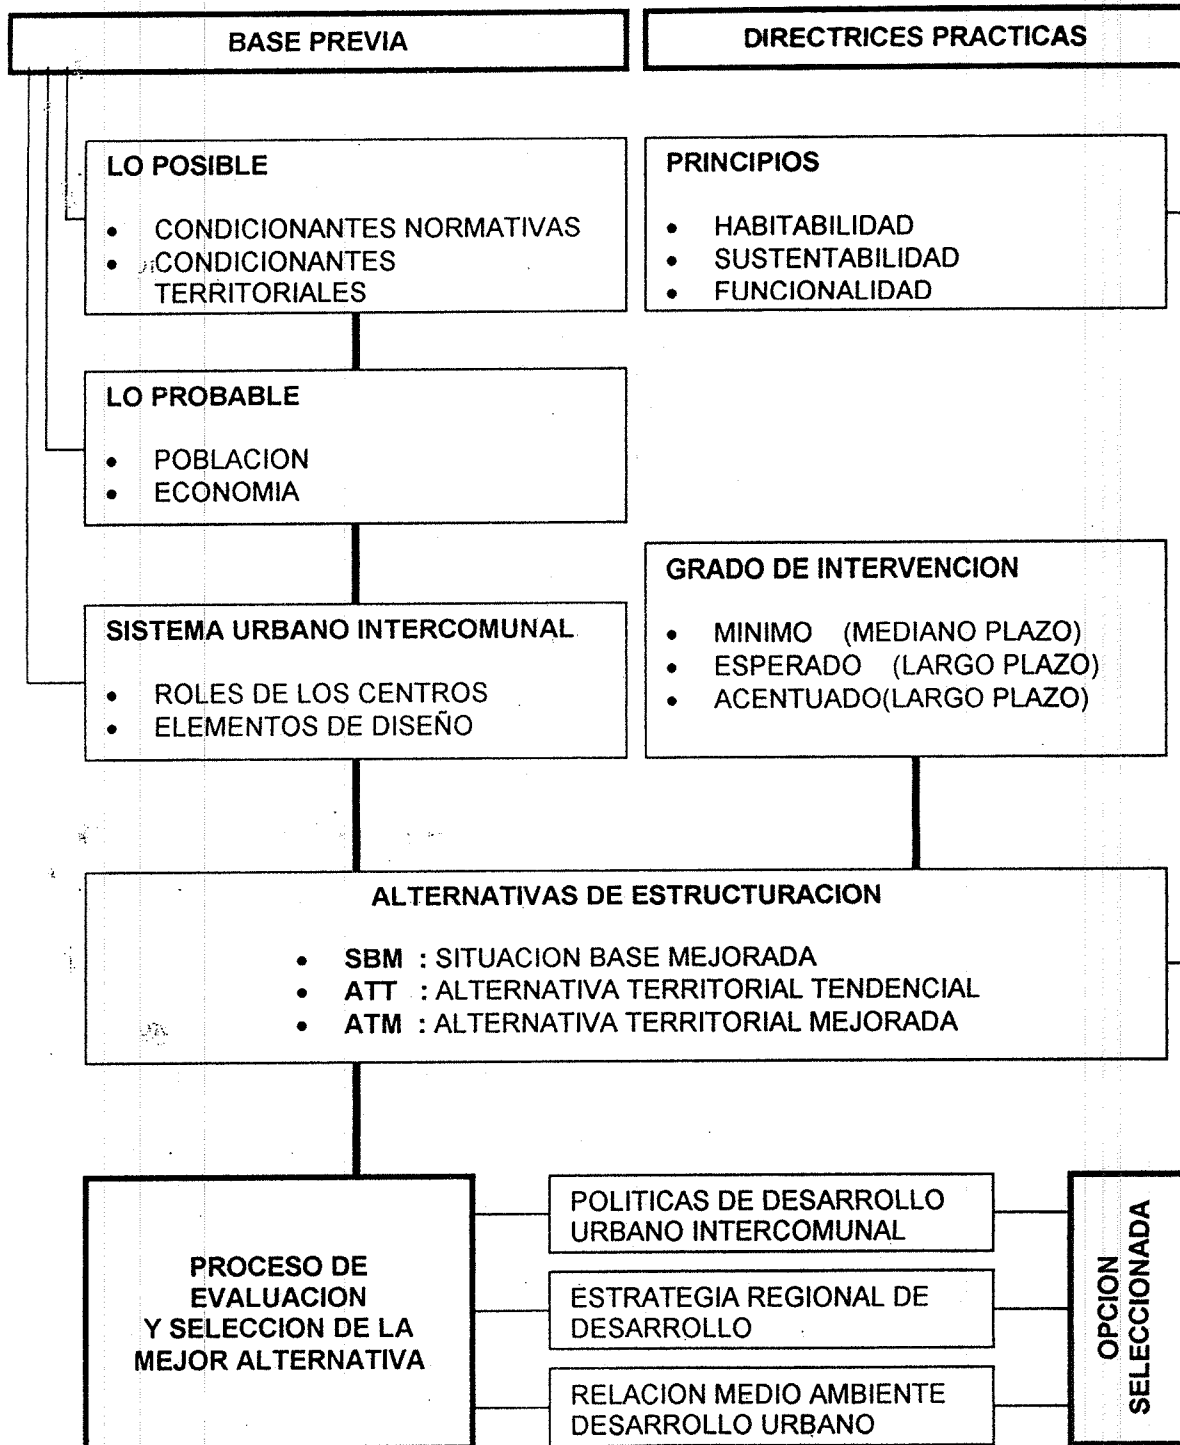 BASE PREVIA
DIRECTRICES PRACTICAS
LO POSIBLE
• CONDICIONANTES NORMATIVAS
• CONDICIONANTES
TERRITORIALES
PRINCIPIOS
• HABITABILIDAD
• SUSTENTABILIDAD
• FUNCIONALIDAD
LO PROBABLE
• POBLACION
• ECONOMIA
GRADO DE INTERVENCION
• MINIMO (MEDIANO PLAZO)
• ESPERADO (LARGO PLAZO)
• ACENTUADO(LARGO PLAZO)
SISTEMA URBANO INTERCOMUNAL
• ROLES DE LOS CENTROS
• ELEMENTOS DE DISEÑO
ALTERNATIVAS DE ESTRUCTURACION
• SBM : SITUACION BASE MEJORADA
• ATT : ALTERNATIVA TERRITORIAL TENDENCIAL
• ATM : ALTERNATIVA TERRITORIAL MEJORADA
PROCESO DE
EVALUACION
Y SELECCION DE LA
MEJOR ALTERNATIVA
POLITICAS DE DESARROLLO
URBANO INTERCOMUNAL
ESTRATEGIA REGIONAL DE
DESARROLLO
RELACION MEDIO AMBIENTE
DESARROLLO URBANO
OPCION
SELECCIONADA